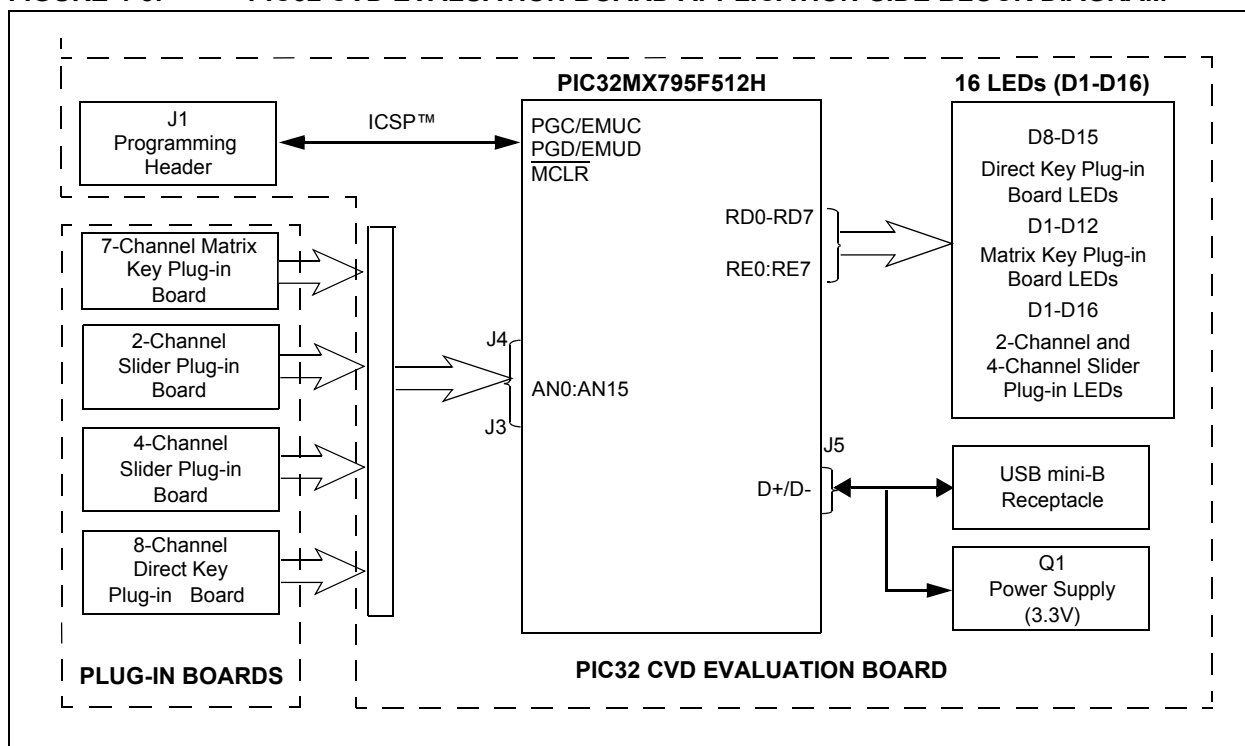 PIC32MX795F512H
16 LEDs (D1-D16)
J1
Programming
Header
ICSP™
PGC/EMUC
PGD/EMUD
MCLR
RD0-RD7
RE0:RE7
D8-D15
Direct Key Plug-in
Board LEDs
D1-D12
Matrix Key Plug-in
Board LEDs
D1-D16
2-Channel and
4-Channel Slider
Plug-in LEDs
7-Channel Matrix
Key Plug-in
Board
2-Channel
Slider Plug-in
Board
4-Channel
Slider Plug-in
Board
8-Channel
Direct Key
Plug-in Board
J4
AN0:AN15
J3
J5
D+/D-
USB mini-B
Receptacle
Q1
Power Supply
(3.3V)
PLUG-IN BOARDS
PIC32 CVD EVALUATION BOARD